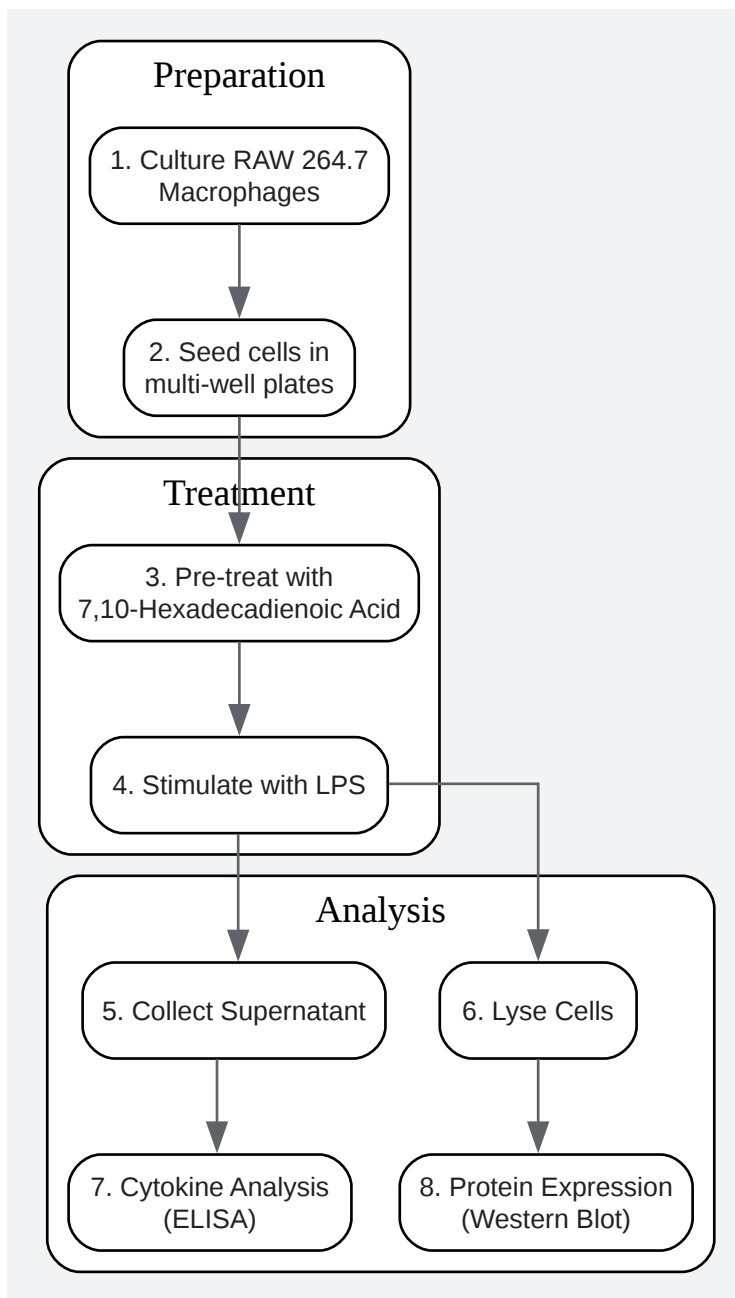 Preparation
1. Culture RAW 264.7
Macrophages
2. Seed cells in
multi-well plates
Treatment
3. Pre-treat with
7,10-Hexadecadienoic Acid
4. Stimulate with LPS
Analysis
5. Collect Supernatant
6. Lyse Cells
7. Cytokine Analysis
(ELISA)
8. Protein Expression
(Western Blot)